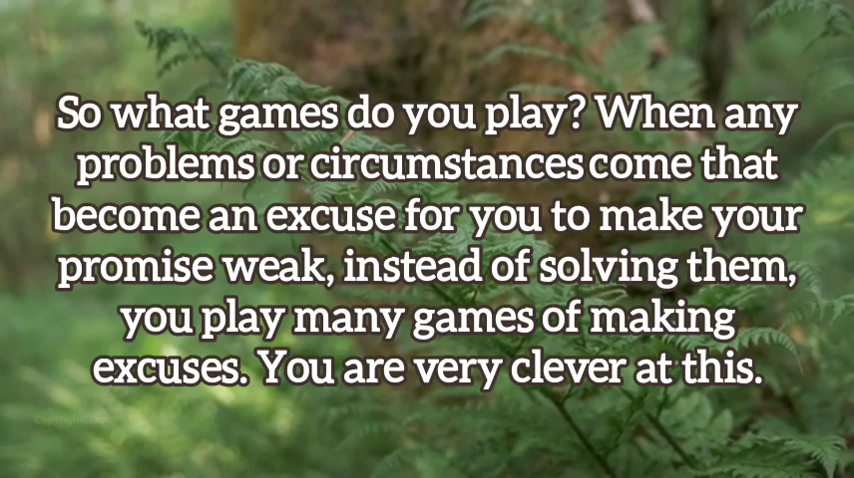 So what games do you play? When any
problems or circumstances come that
become an excuse for you to make your
promise weak, instead of solving them,
you play many games of making
excuses. You are very clever at this.